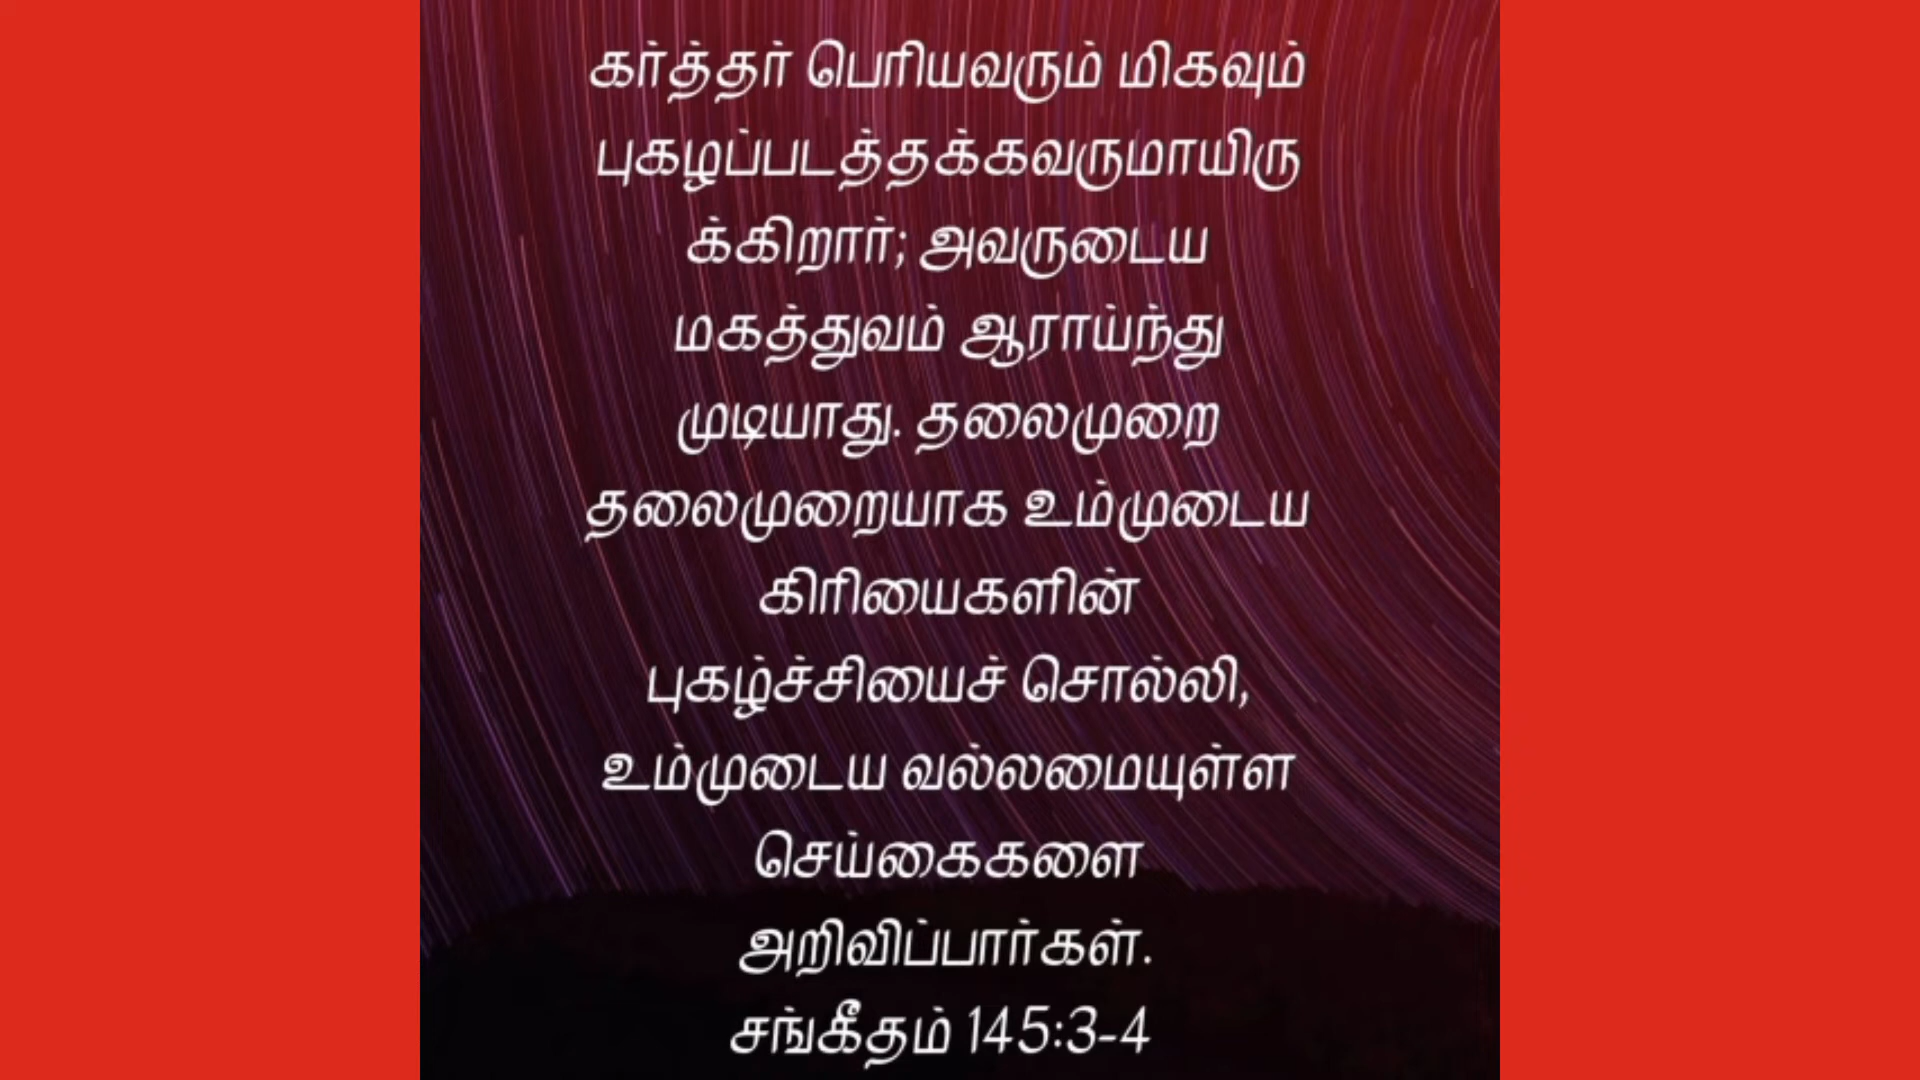 கர்த்தர் பெரியவரும் மிகவும்
புகழப்படத்தக்கவருமாயிரு
க்கிறார்; அவருடைய
மகத்துவம் ஆராய்ந்து
முடியாது. தலைமுறை
தலைமுறையாக உம்முடைய
கிரியைகளின்
புகழ்ச்சியைச் சொல்லி,
உம்முடைய வல்லமையுள்ள
செய்கைகளை
அறிவிப்பார்கள்.
சங்கீதம் 145:3-4